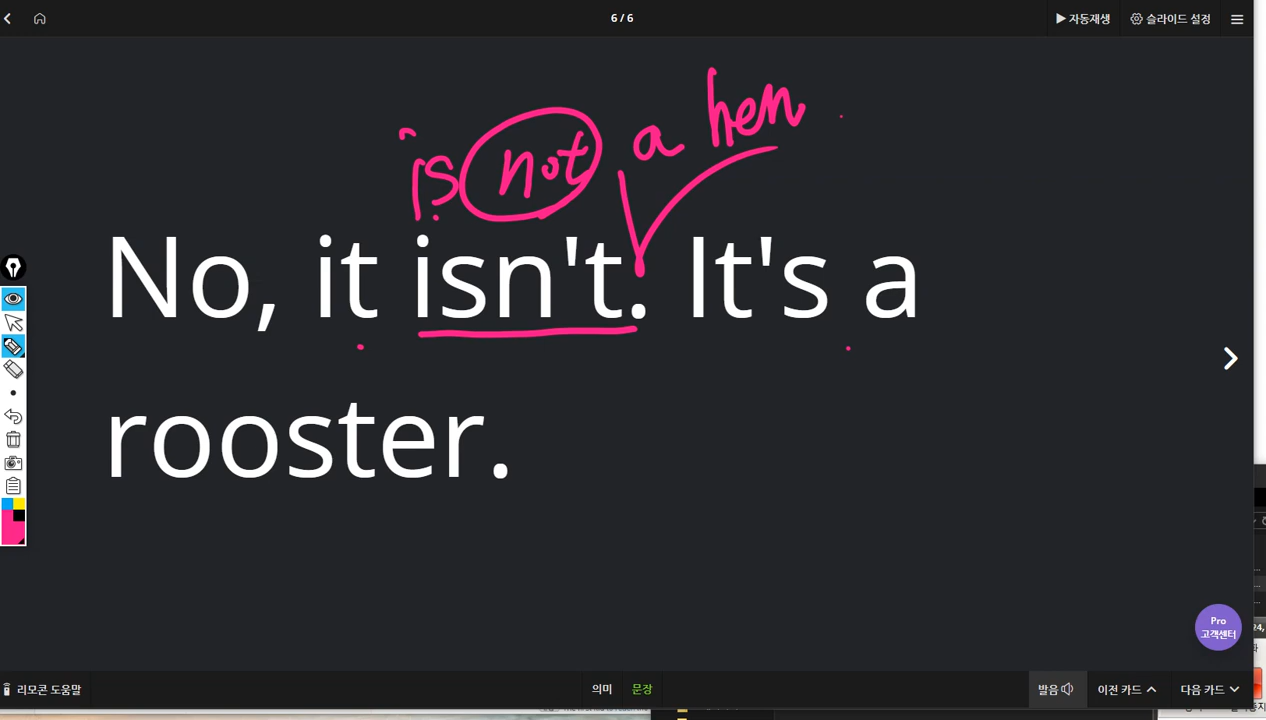 6 / 6
자동재생
슬라이드 설정
is not a hen
No, it isn't. It's a
rooster.
Pro
고객센터
24,
리모콘 도움말
의미
문장
발음
이전 카드
다음 카드